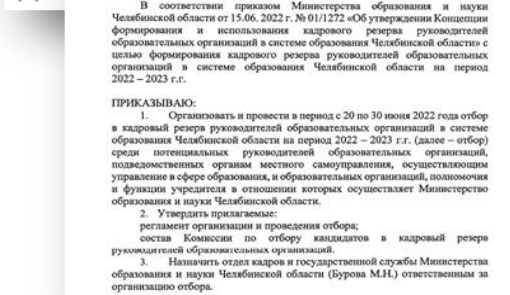 В соответствии приказом Министерства образования и науки
Челябинской области от 15.06. 2022 г. № 01/1272 «Об утверждении Концепции
формирования и использования кадрового резерва руководителей
образовательных организаций в системе образования Челябинской области» с
целью формирования кадрового резерва руководителей образовательных
организаций в системе образования Челябинской области на период
2022 – 2023 г.г.
ПРИКАЗЫВАЮ:
1. Организовать и провести в период с 20 по 30 июня 2022 года отбор
в кадровый резерв руководителей образовательных организаций в системе
образования Челябинской области на период 2022 – 2023 г.г. (далее – отбор)
среди потенциальных руководителей образовательных организаций,
подведомственных органам местного самоуправления, осуществляющим
управление в сфере образования, и образовательных организаций, полномочия
и функции учредителя в отношении которых осуществляет Министерство
образования и науки Челябинской области.
2. Утвердить прилагаемые:
регламент организации и проведения отбора;
состав Комиссии по отбору кандидатов в кадровый резерв
руководителей образовательных организаций.
3. Назначить отдел кадров и государственной службы Министерства
образования и науки Челябинской области (Бурова М.Н.) ответственным за
организацию отбора.